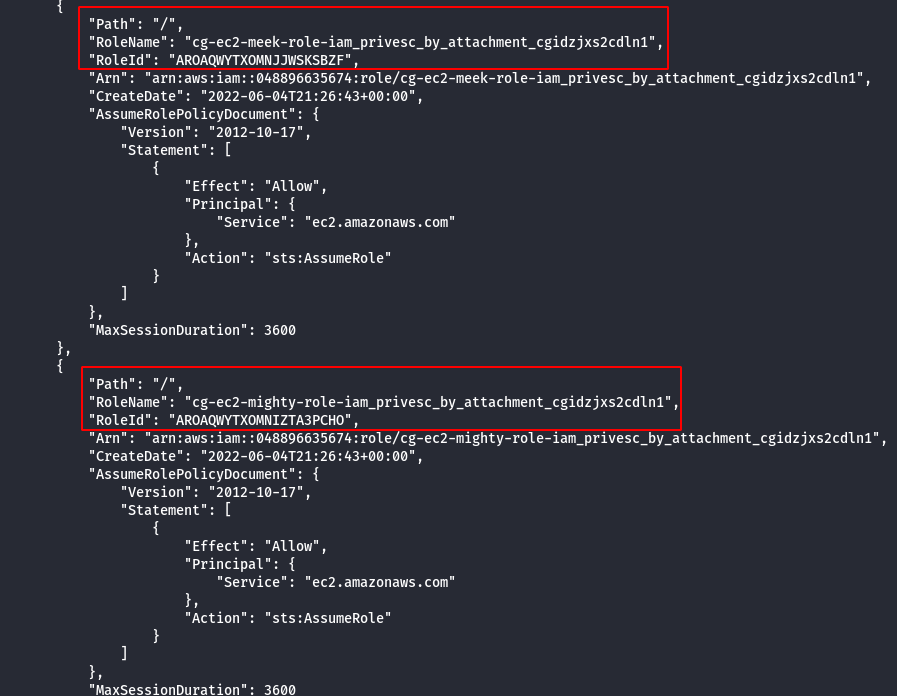 {
"Path": "/",
"RoleName": "cg-ec2-meek-role-iam_privesc_by_attachment_cgidzjxs2cdln1",
"RoleId": "AROAQWYTXOMNJJWSKSBZF",
"Arn": "arn:aws:iam::048896635674:role/cg-ec2-meek-role-iam_privesc_by_attachment_cgidzjxs2cdln1",
"CreateDate": "2022-06-04T21:26:43+00:00",
"AssumeRolePolicyDocument": {
"Version": "2012-10-17",
"Statement": [
{
"Effect": "Allow",
"Principal": {
"Service": "ec2.amazonaws.com"
},
"Action": "sts:AssumeRole"
}
]
},
"MaxSessionDuration": 3600
},
{
"Path": "/",
"RoleName": "cg-ec2-mighty-role-iam_privesc_by_attachment_cgidzjxs2cdln1",
"RoleId": "AROAQWYTXOMNIZTA3PCHO",
"Arn": "arn:aws:iam::048896635674:role/cg-ec2-mighty-role-iam_privesc_by_attachment_cgidzjxs2cdln1",
"CreateDate": "2022-06-04T21:26:43+00:00",
"AssumeRolePolicyDocument": {
"Version": "2012-10-17",
"Statement": [
{
"Effect": "Allow",
"Principal": {
"Service": "ec2.amazonaws.com"
},
"Action": "sts:AssumeRole"
}
]
},
"MaxSessionDuration": 3600